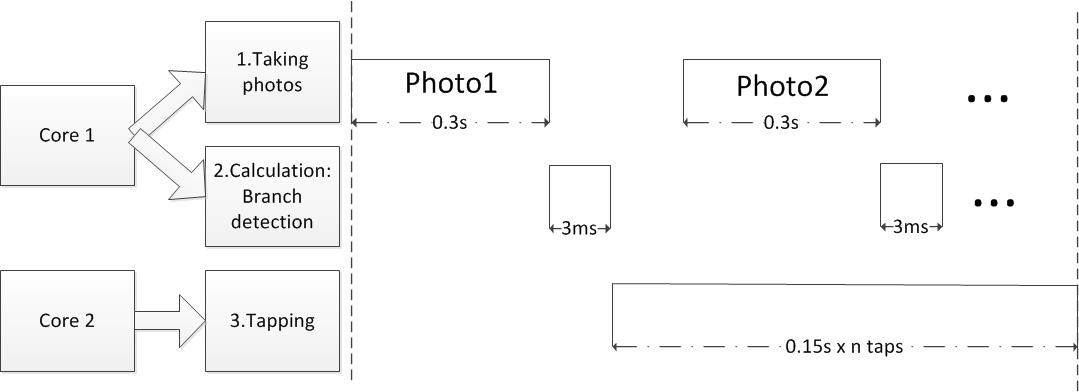 Core 1
1.Taking
photos
2.Calculation:
Branch
detection
Core 2
3.Tapping
Photo1
0.3s
Photo2
0.3s
...
3ms
3ms
...
0.15s x n taps